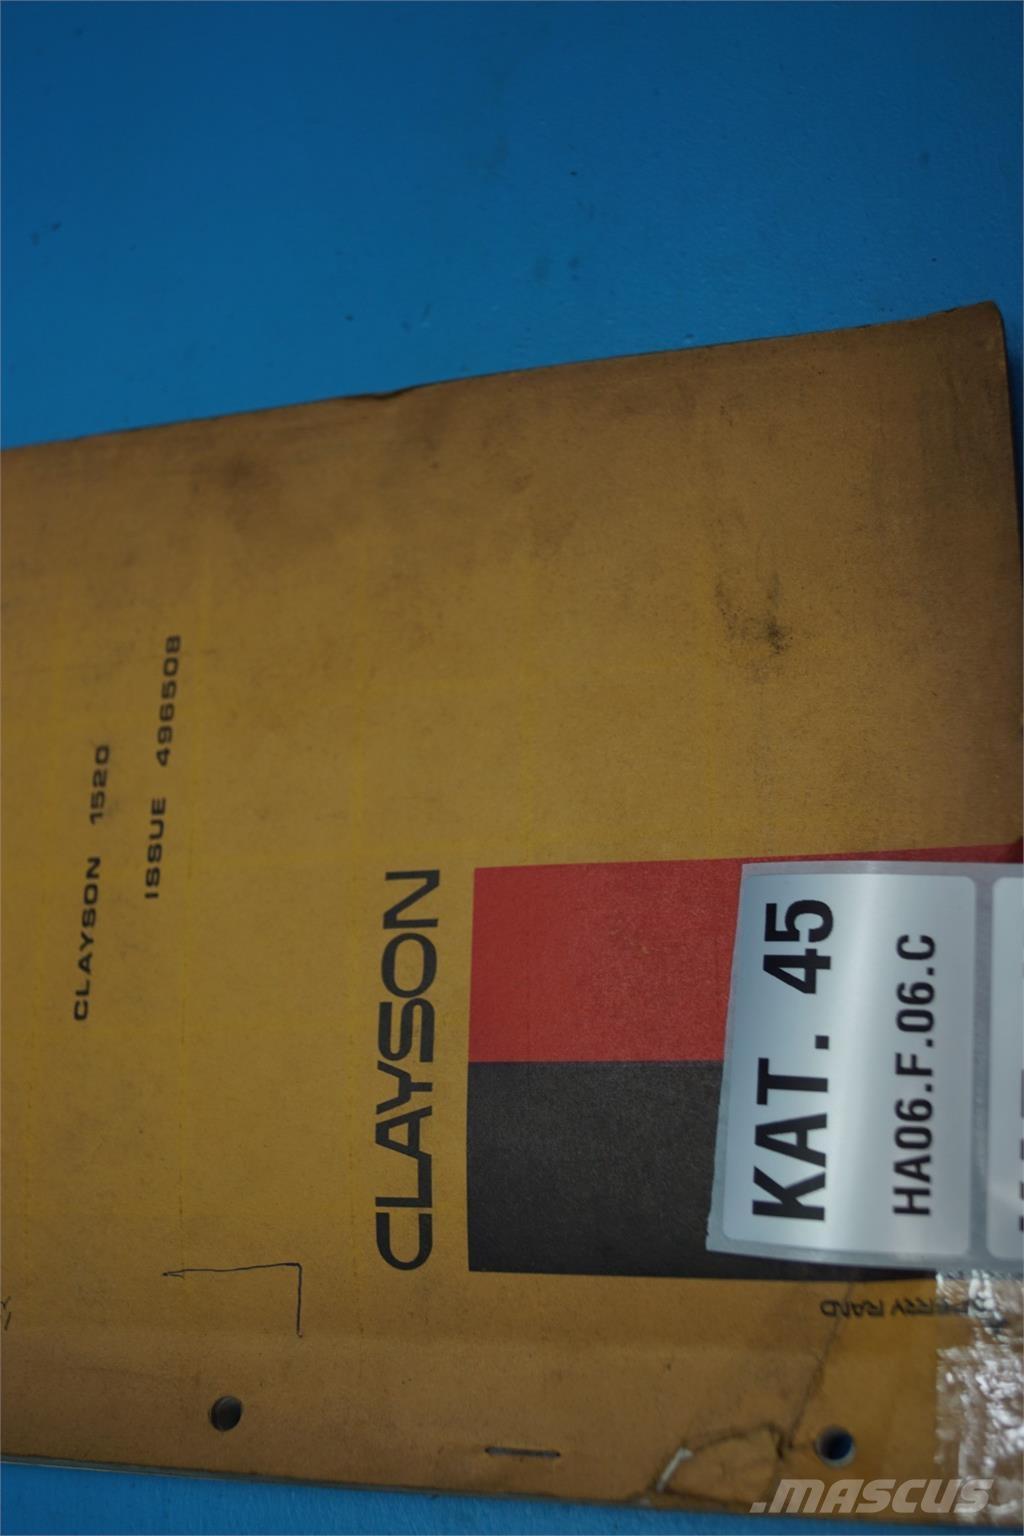 CLAYSON 1520
ISSUE 496508
CLAYSON
KAT. 45
HA06.F.06.C
SPERRY RAND
.MASCUS